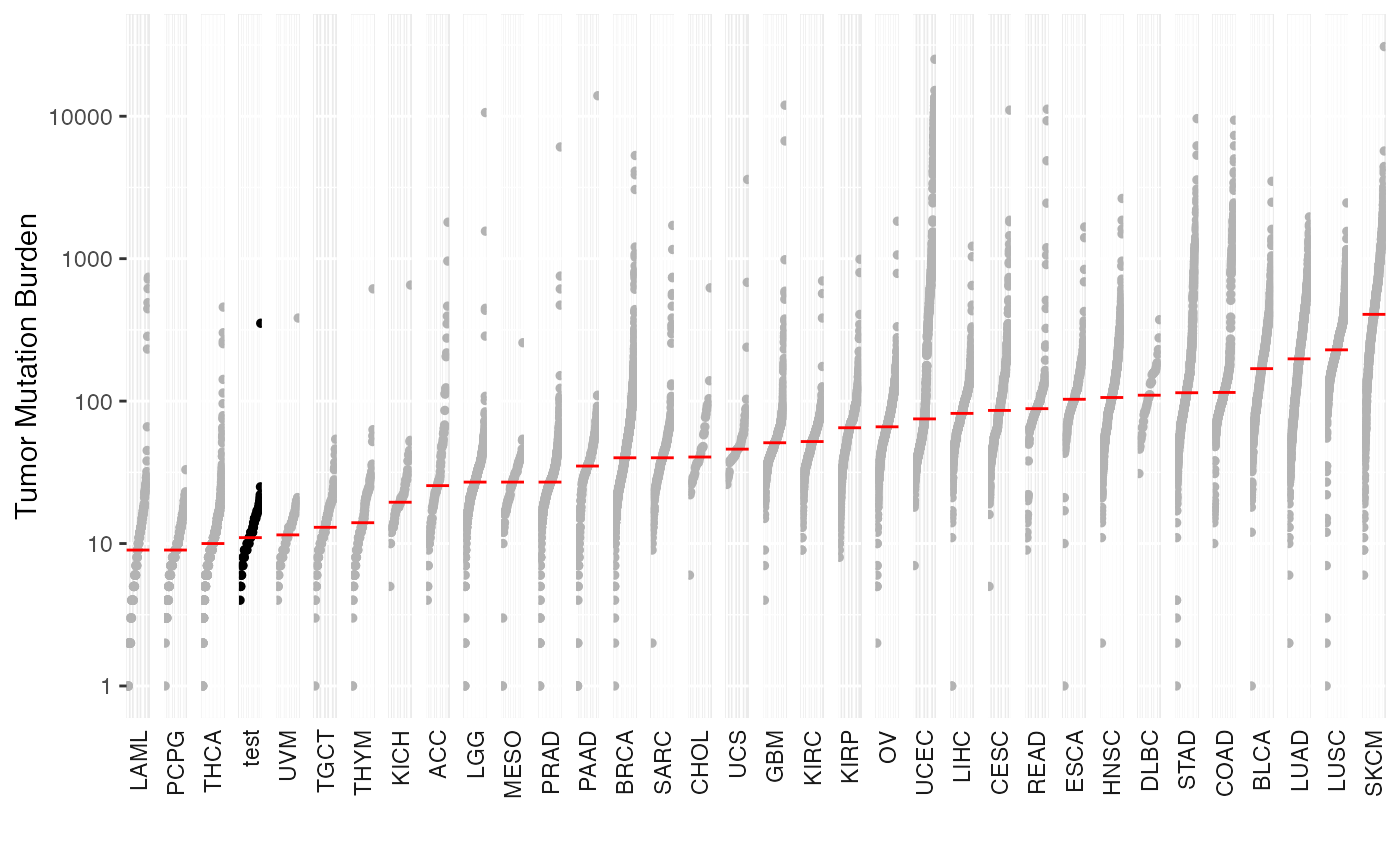 Tumor Mutation Burden
10000
1000
100
10
1
LAML
PCPG
THCA
test
UVM
TGCT
THYM
KICH
ACC
LGG
MESO
PRAD
PAAD
BRCA
SARC
CHOL
UCS
GBM
KIRC
KIRP
OV
UCEC
LIHC
CESC
READ
ESCA
HNSC
DLBC
STAD
COAD
BLCA
LUAD
LUSC
SKCM